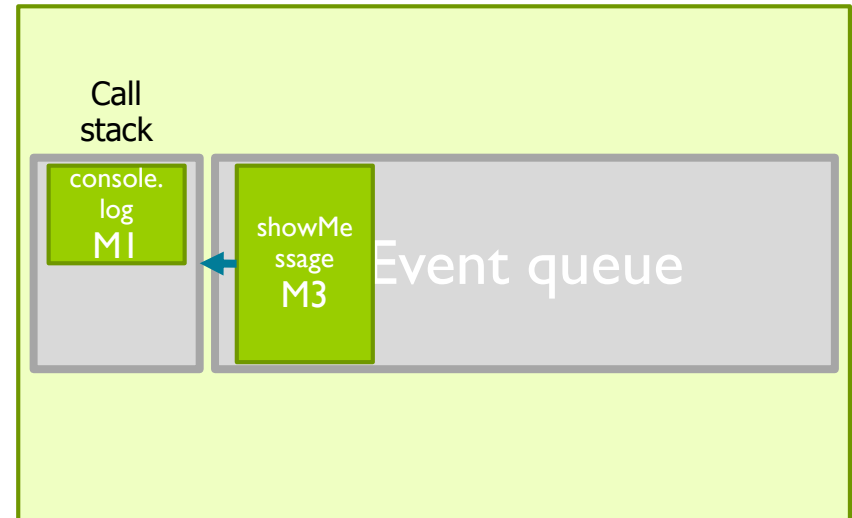 Call
stack
console.
log
M1
showMe
ssage
M3
Event queue